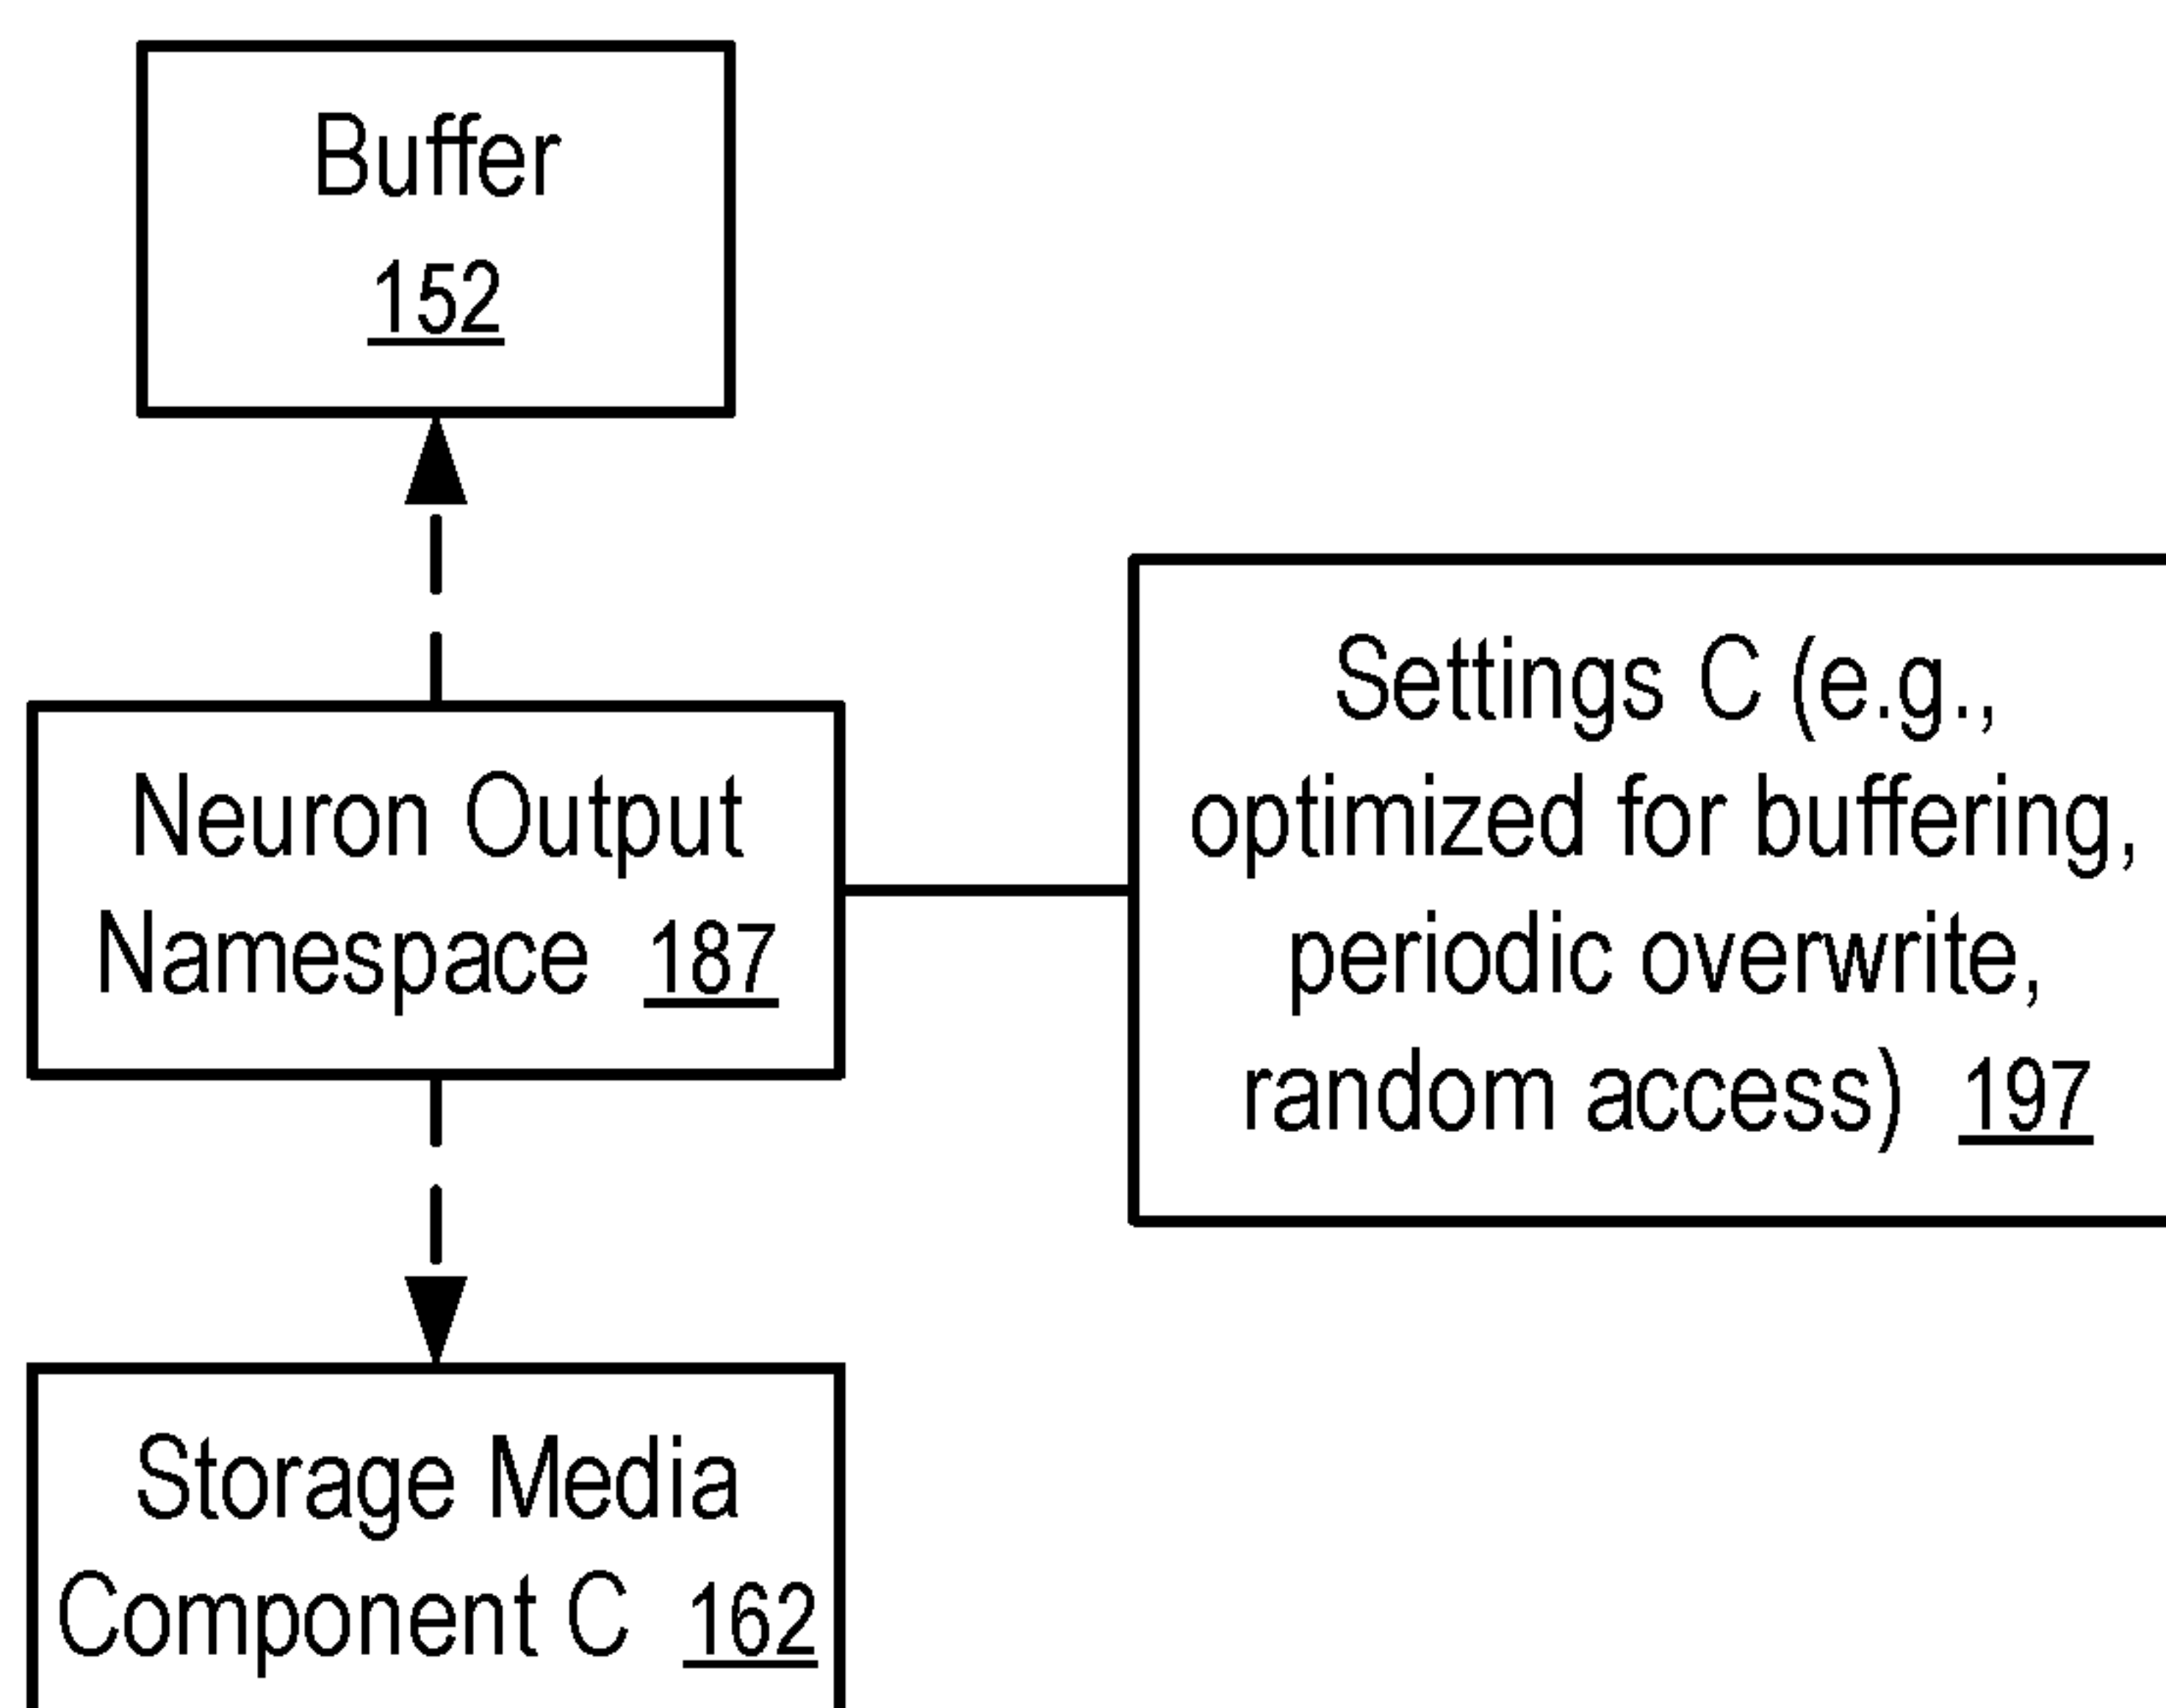 Buffer
152
Neuron Output
Namespace 187
Settings C (e.g.,
optimized for buffering,
periodic overwrite,
random access) 197
Storage Media
Component C 162